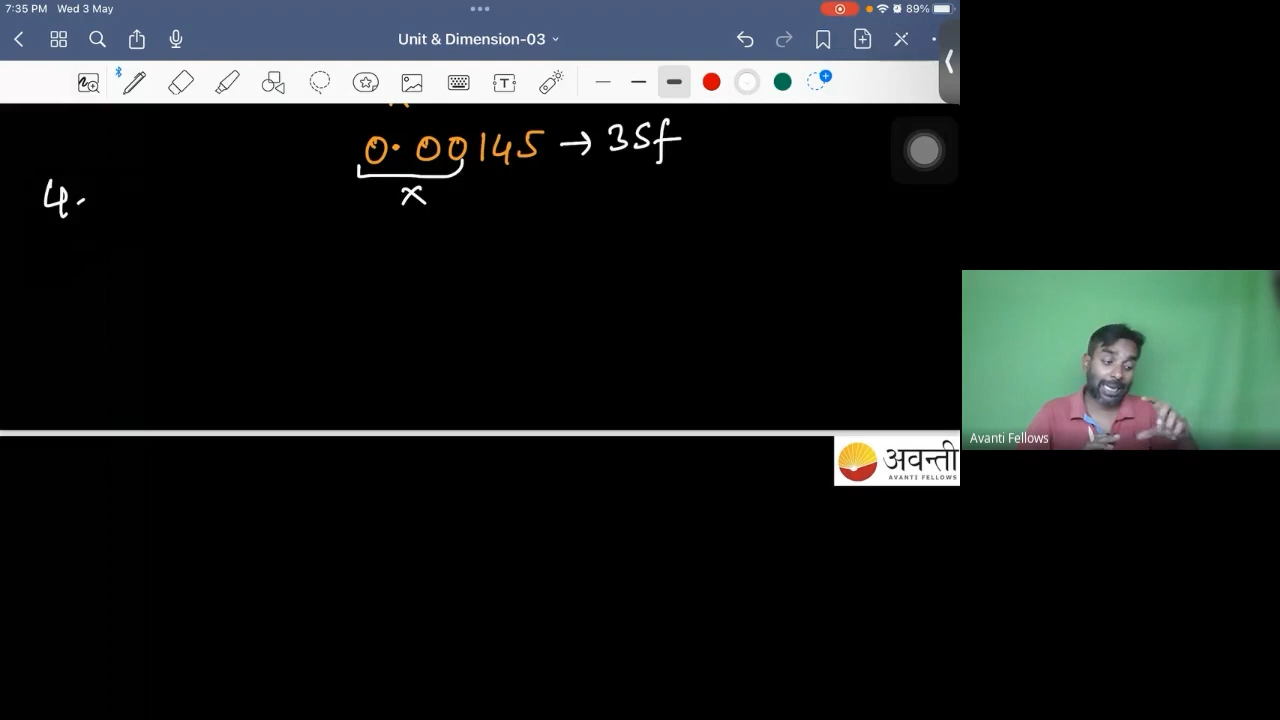 7:35 PM Wed 3 May
89%
Unit & Dimension-03
T
0.00145 → 3Sf
x
4.
Avanti Fellows
अवन्ती
AVANTI FELLOWS